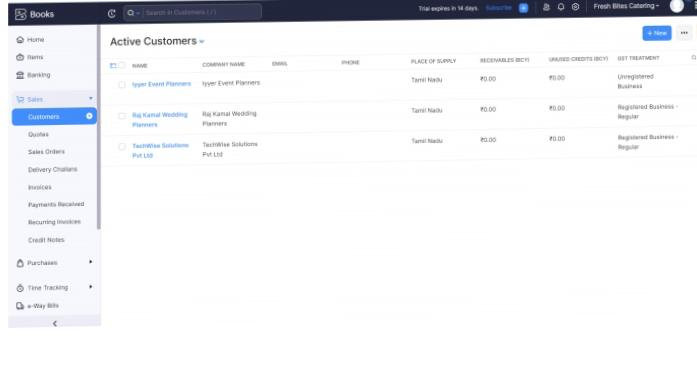 Books
Search in Customers ( / )
Trial expires in 14 days.
Subscribe
Fresh Bites Catering
Home
Items
Banking
Sales
Customers
Quotas
Sales Orders
Delivery Challans
Invoices
Payments Received
Recurring Invoices
Credit Notes
Purchases
Time Tracking
e-Way Bills
Active Customers
+ New
NAME
COMPANY NAME
EMAIL
PHONE
PLACE OF SUPPLY
RECEIVABLES (BCY)
UNUSED CREDITS (BCY)
GST TREATMENT
Iyyer Event Planners
Iyyer Event Planners
Tamil Nadu
₹0.00
₹0.00
Unregistered
Business
Raj Kamal Wedding
Planners
Raj Kamal Wedding
Planners
Tamil Nadu
₹0.00
₹0.00
Registered Business -
Regular
TechWise Solutions
Pvt Ltd
TechWise Solutions
Pvt Ltd
Tamil Nadu
₹0.00
₹0.00
Registered Business -
Regular